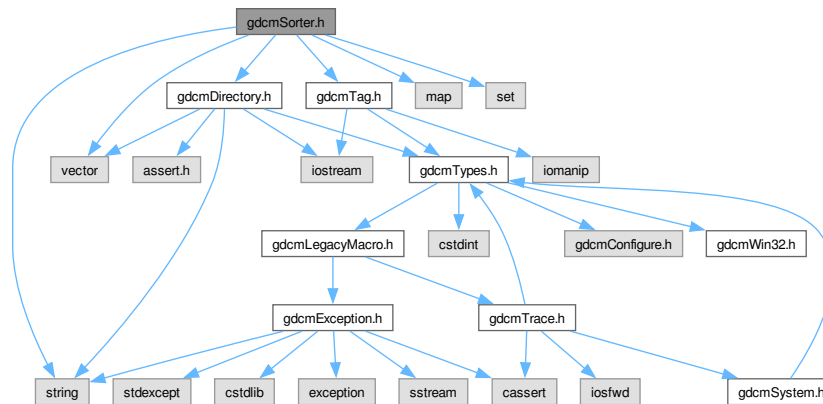 gdcmSorter.h
gdcmDirectory.h
gdcmTag.h
map
set
vector
assert.h
iostream
gdcmTypes.h
iomanip
gdcmLegacyMacro.h
cstdint
gdcmConfigure.h
gdcmWin32.h
gdcmException.h
gdcmTrace.h
string
stdexcept
cstdlib
exception
sstream
cassert
iosfwd
gdcmSystem.h